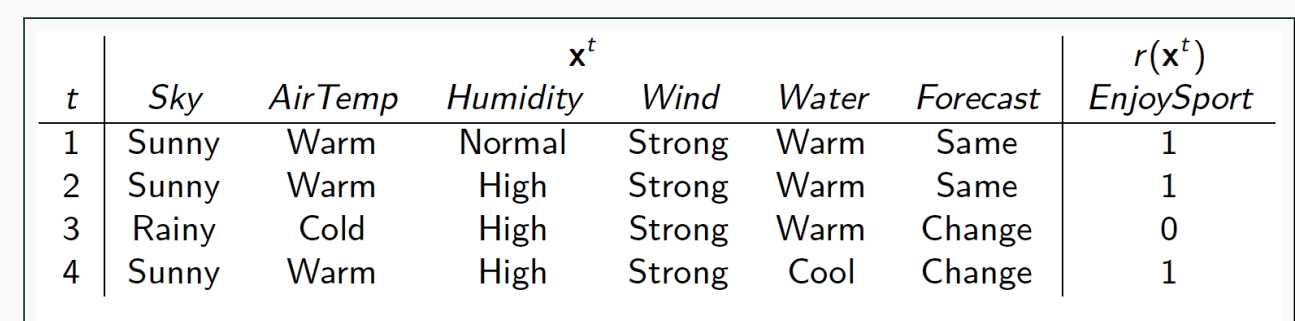 x^t r(x^t)
t Sky AirTemp Humidity Wind Water Forecast EnjoySport
1 Sunny Warm Normal Strong Warm Same 1
2 Sunny Warm High Strong Warm Same 1
3 Rainy Cold High Strong Warm Change 0
4 Sunny Warm High Strong Cool Change 1